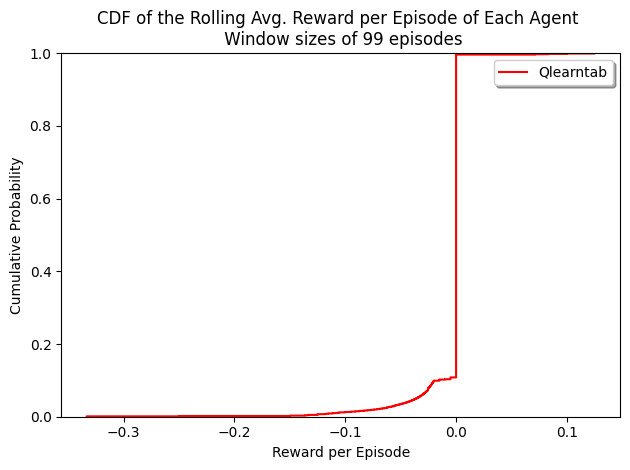 CDF of the Rolling Avg. Reward per Episode of Each Agent
Window sizes of 99 episodes
Qlearntab
Cumulative Probability
1.0
0.8
0.6
0.4
0.2
0.0
−0.3
−0.2
−0.1
0.0
0.1
Reward per Episode